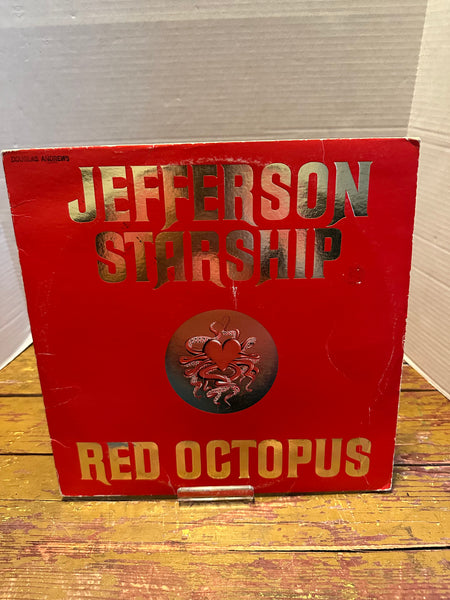 DOUGLAS ANDREWS
JEFFERSON
STARSHIP
RED OCTOPUS